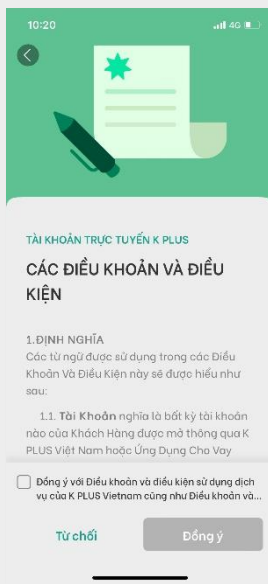 10:20
4G
TÀI KHOẢN TRỰC TUYẾN K PLUS
CÁC ĐIỀU KHOẢN VÀ ĐIỀU
KIỆN
1.ĐỊNH NGHĨA
Các từ ngữ được sử dụng trong các Điều
Khoản Và Điều Kiện này sẽ được hiểu như
sau:
1.1. Tài Khoản nghĩa là bất kỳ tài khoản
nào của Khách Hàng được mở thông qua K
PLUS Việt Nam hoặc Ứng Dụng Cho Vay
Đồng ý với Điều khoản và điều kiện sử dụng dịch
vụ của K PLUS Vietnam cũng như Điều khoản và...
Từ chối
Đồng ý